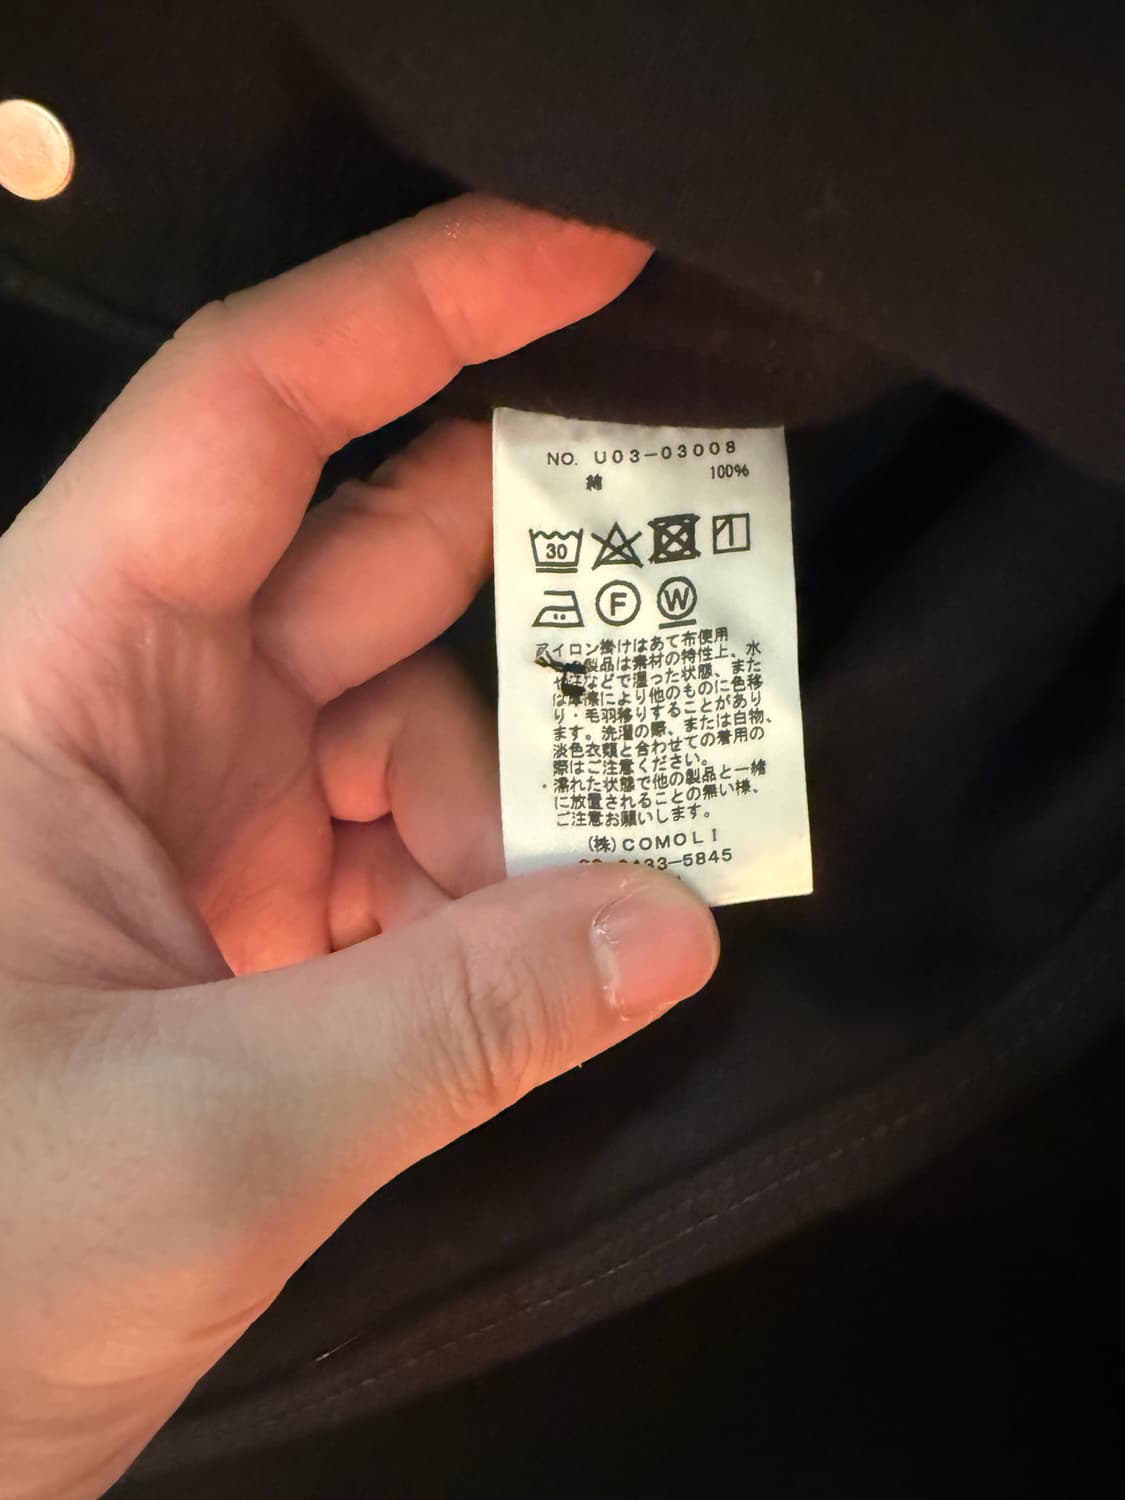 NO. U03-03008
綿 100%
30
F W
アイロン掛けはあて布使用
製品は素材の特性上、水
や汗などで湿った状態、また
は摩擦により他のものに色移
り・毛羽移りすることがあり
ます。洗濯の際、または白物、
淡色衣類と合わせての着用の
際はご注意ください。
・濡れた状態で他の製品と一緒
に放置されることの無い様、
ご注意お願いします。
(株)COMOLI
33-5845